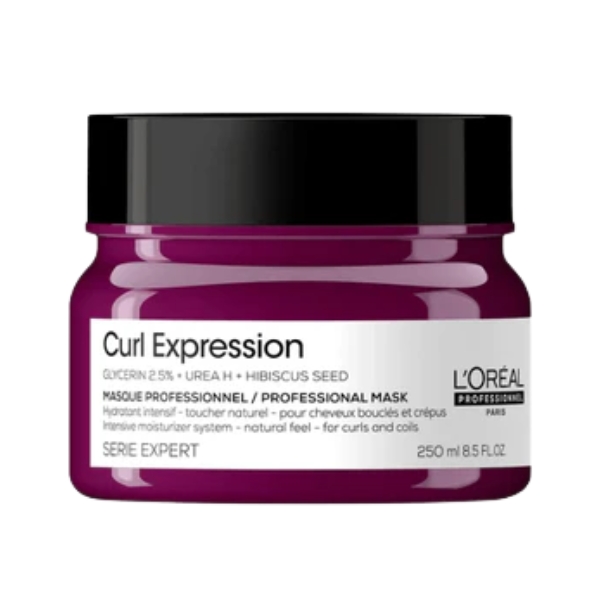 Curl Expression
GLYCERIN 2.5% + UREA H + HIBISCUS SEED
MASQUE PROFESSIONNEL / PROFESSIONAL MASK
Hydratant intensif - toucher naturel - pour cheveux bouclés et crépus
Intensive moisturizer system - natural feel - for curls and coils
SERIE EXPERT
L'ORÉAL
PROFESSIONNEL
PARIS
250 ml 8.5 FL.OZ